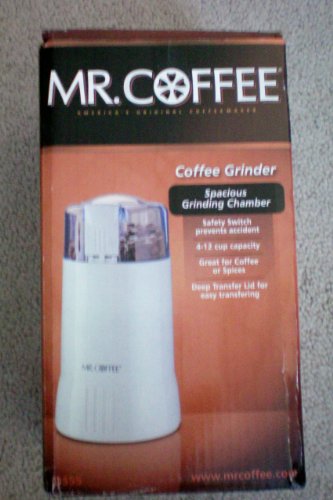 MR. COFFEE
AMERICA'S ORIGINAL COFFEEMAKER
Coffee Grinder
Spacious
Grinding Chamber
Safety Switch
prevents accident
4-12 cup capacity
Great for Coffee
or Spices
Deep Transfer Lid for
easy transfering
MR. COFFEE
www.mrcoffee.com